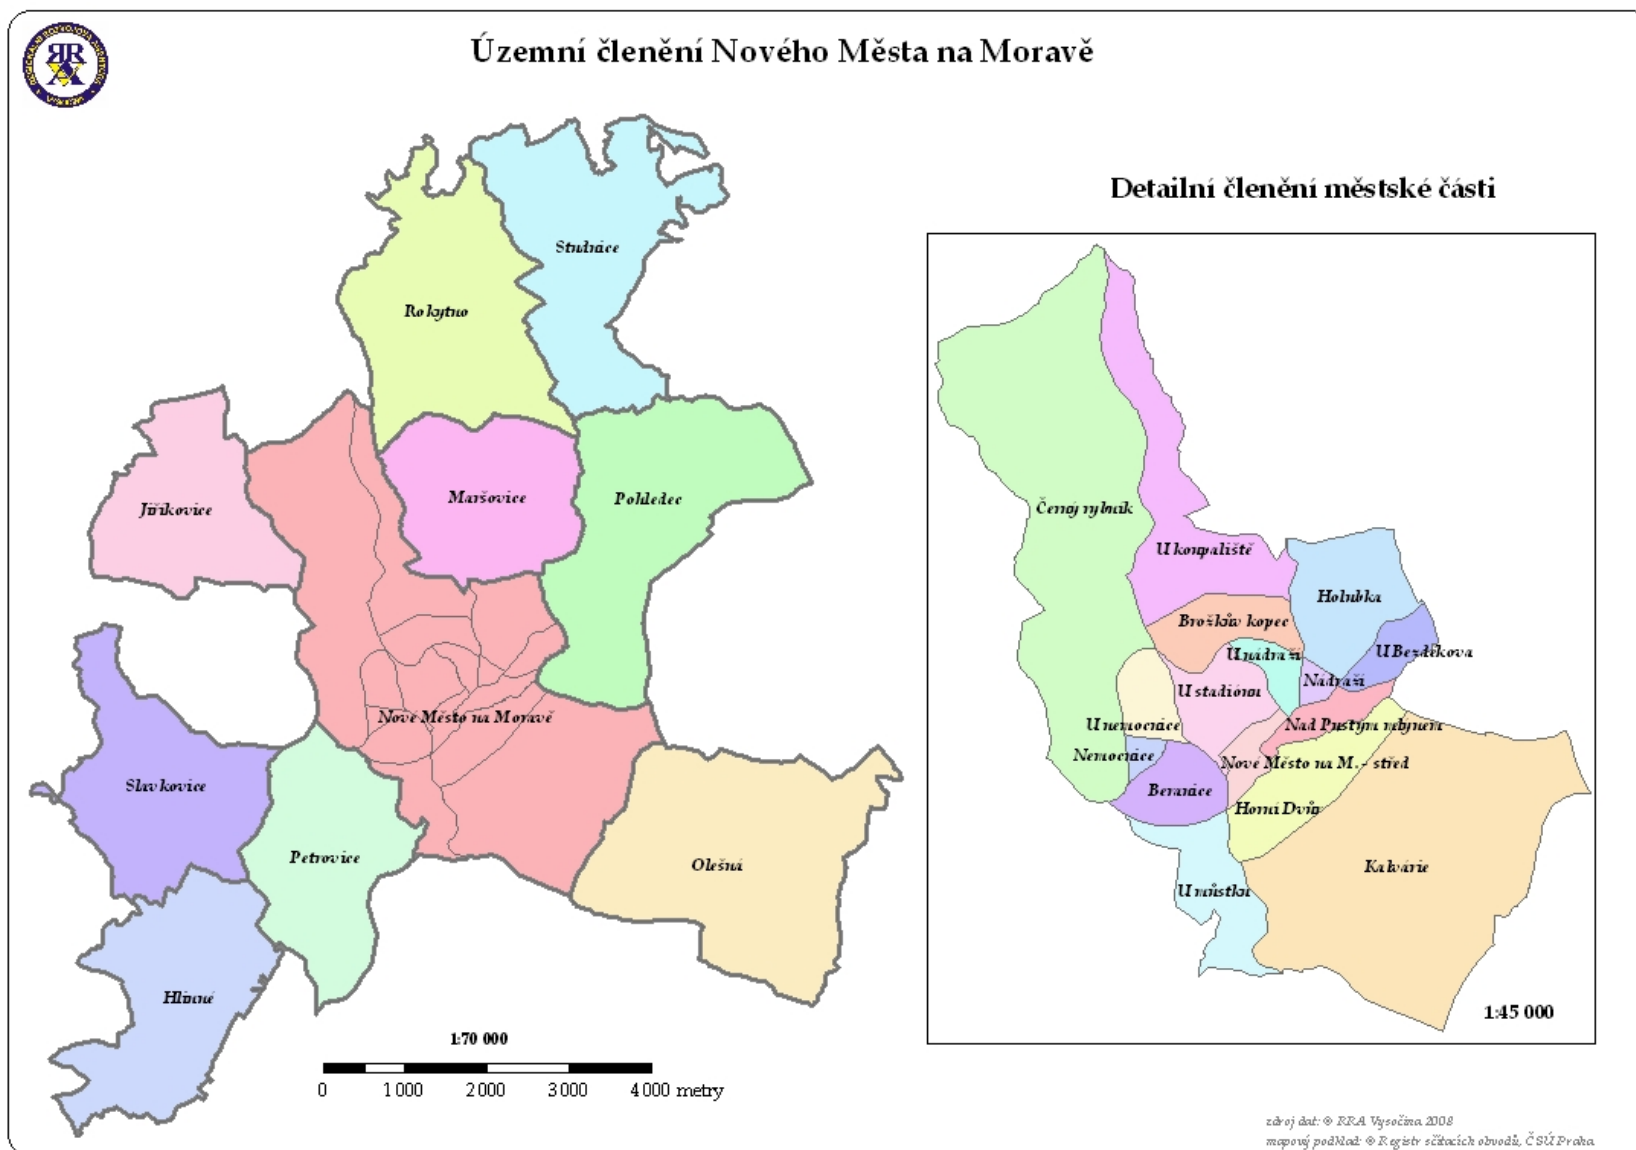 Územní členění Nového Města na Moravě
Studnice
Rokytno
Jiříkovice
Maršovice
Pohledec
Nové Město na Moravě
Slavkovice
Petrovice
Olešná
Hlinné
1:70 000
0 1 000 2 000 3 000 4 000 metry
Detailní členění městské části
Černý rybník
U koupaliště
Holubka
Brožkův kopec
U nádraží
U Bezděkova
Nádraží
U stadiónu
U nemocnice
Nad Pustým mlýnem
Nemocnice
Nové Město na M. - střed
Beranice
Horní Dvůr
Kalvárie
U můstku
1:45 000
zdroj dat: © RRA Vysočina 2008
mapový podklad: © Registr sčítacích obvodů, ČSÚ Praha